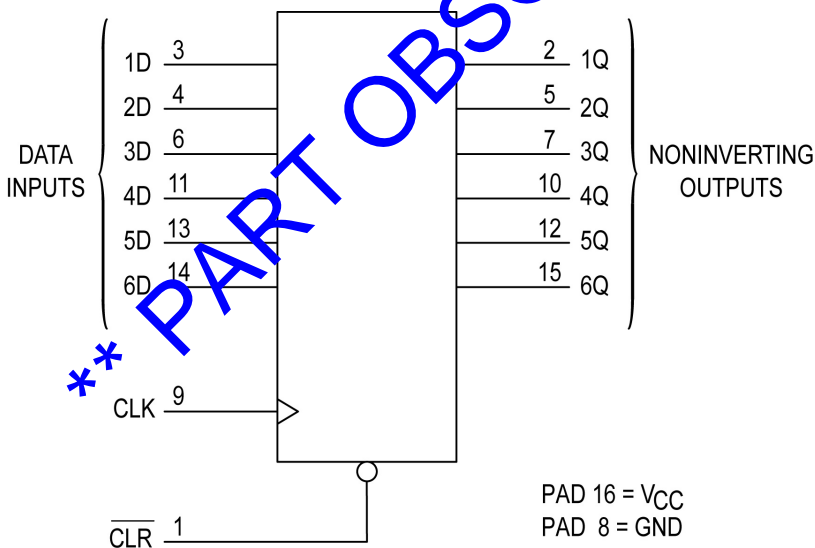 1D 3
2D 4
3D 6
4D 11
5D 13
6D 14
DATA
INPUTS
CLK 9
CLR 1
2 1Q
5 2Q
7 3Q
10 4Q
12 5Q
15 6Q
NONINVERTING
OUTPUTS
PAD 16 = VCC
PAD 8 = GND
** PART